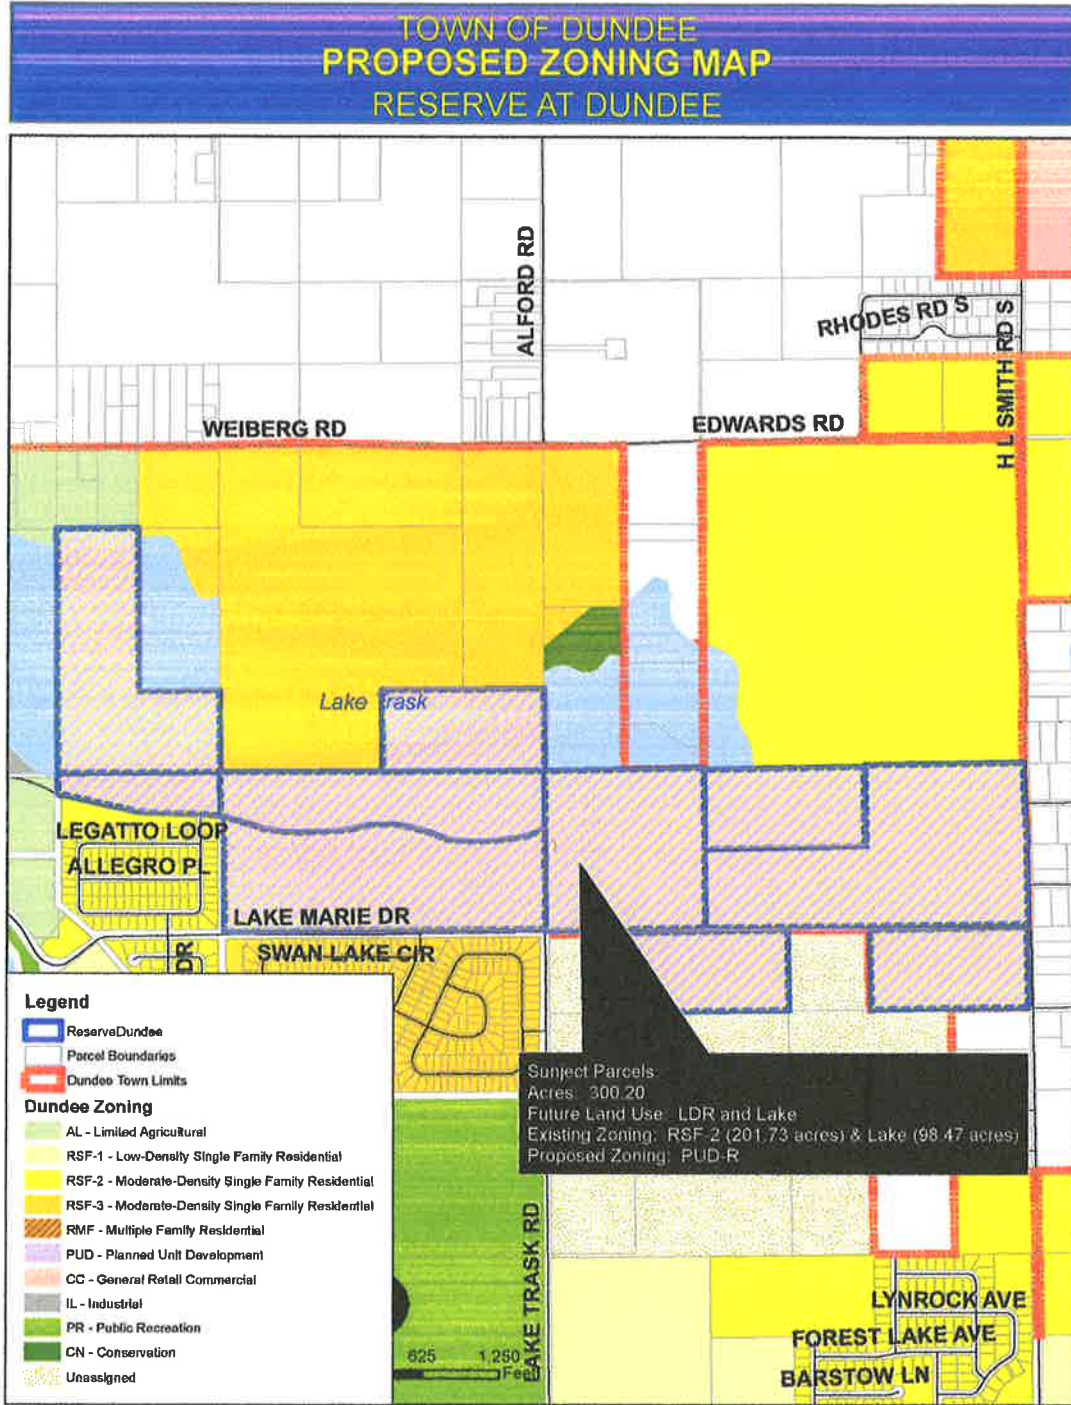 TOWN OF DUNDEE
PROPOSED ZONING MAP
RESERVE AT DUNDEE
ALFORD RD
RHODES RD S
H L SMITH RD S
WEIBERG RD
EDWARDS RD
Lake Trask
LEGATTO LOOP
ALLEGRO PL
LAKE MARIE DR
DR
SWAN LAKE CIR
Legend
ReserveDundee
Parcel Boundaries
Dundee Town Limits
Dundee Zoning
AL - Limited Agricultural
RSF-1 - Low-Density Single Family Residential
RSF-2 - Moderate-Density Single Family Residential
RSF-3 - Moderate-Density Single Family Residential
RMF - Multiple Family Residential
PUD - Planned Unit Development
CC - General Retail Commercial
IL - Industrial
PR - Public Recreation
CN - Conservation
Unassigned
Sunject Parcels
Acres: 300.20
Future Land Use: LDR and Lake
Existing Zoning: RSF-2 (201.73 acres) & Lake (98.47 acres)
Proposed Zoning: PUD-R
LAKE TRASK RD
625 1,250
Feet
LYNROCK AVE
FOREST LAKE AVE
BARSTOW LN